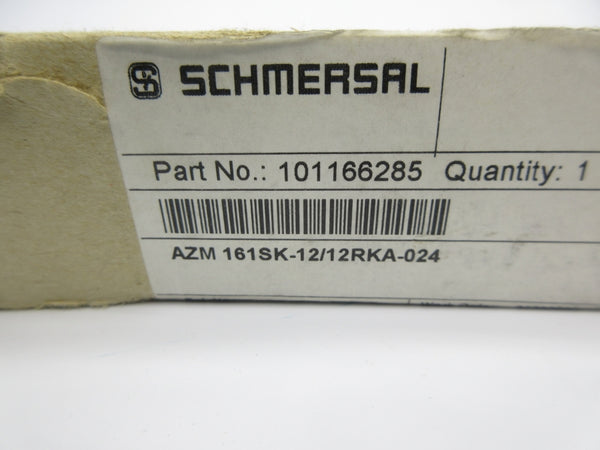 SCHMERSAL
Part No.: 101166285 Quantity: 1
AZM 161SK-12/12RKA-024